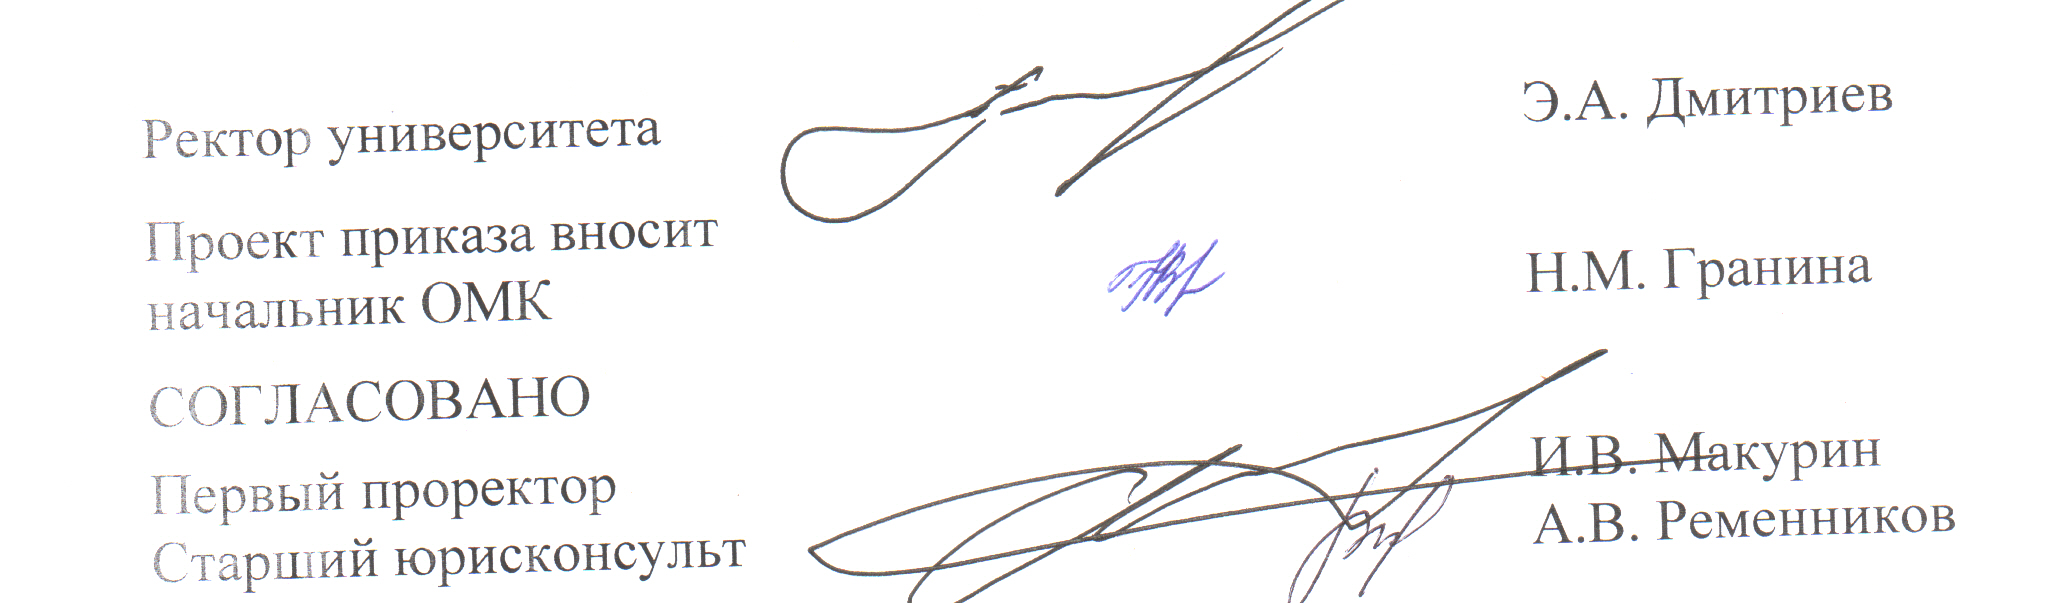 Ректор университета Э.А. Дмитриев
Проект приказа вносит
начальник ОМК Н.М. Гранина
СОГЛАСОВАНО
Первый проректор И.В. Макурин
Старший юрисконсульт А.В. Ременников